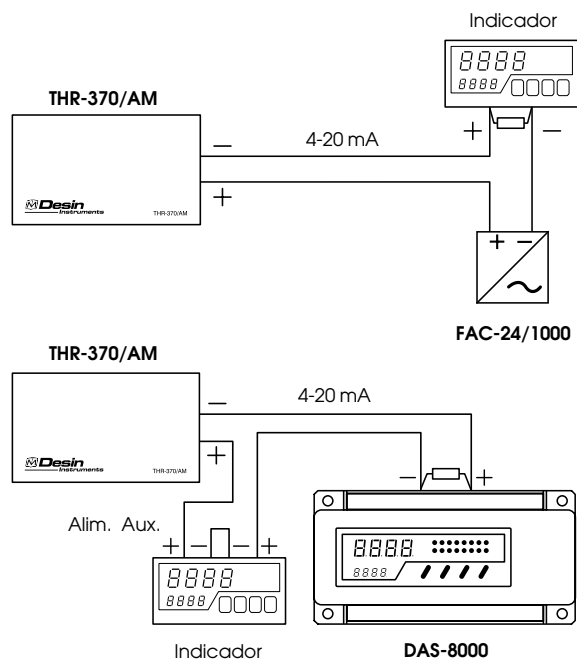 Indicador
8888
8888
THR-370/AM
−
+
4-20 mA
+
−
Desin
Instruments
THR-370/AM
+ −
FAC-24/1000
THR-370/AM
−
+
4-20 mA
Desin
Instruments
THR-370/AM
− +
Alim. Aux.
+ − − +
8888
8888
8888
8888
Indicador
DAS-8000